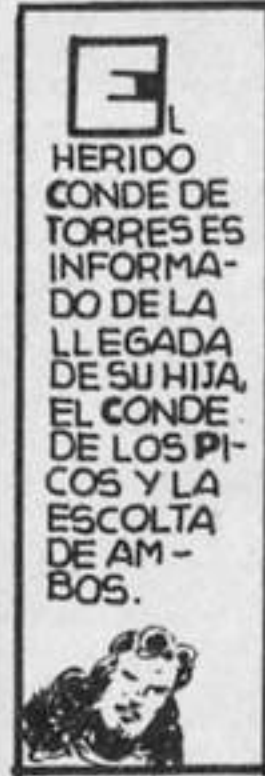 EL
HERIDO
CONDE DE
TORRES ES
INFORMA-
DO DE LA
LLEGADA
DE SU HIJA,
EL CONDE
DE LOS PI-
COS Y LA
ESCOLTA
DE AM-
BOS.